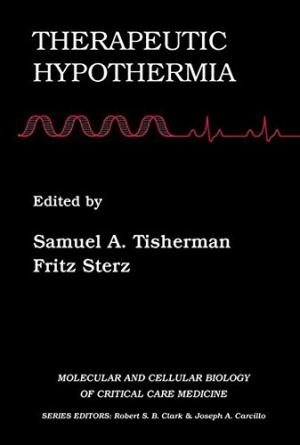 THERAPEUTIC
HYPOTHERMIA
Edited by
Samuel A. Tisherman
Fritz Sterz
MOLECULAR AND CELLULAR BIOLOGY
OF CRITICAL CARE MEDICINE
SERIES EDITORS: Robert S. B. Clark & Joseph A. Carcillo